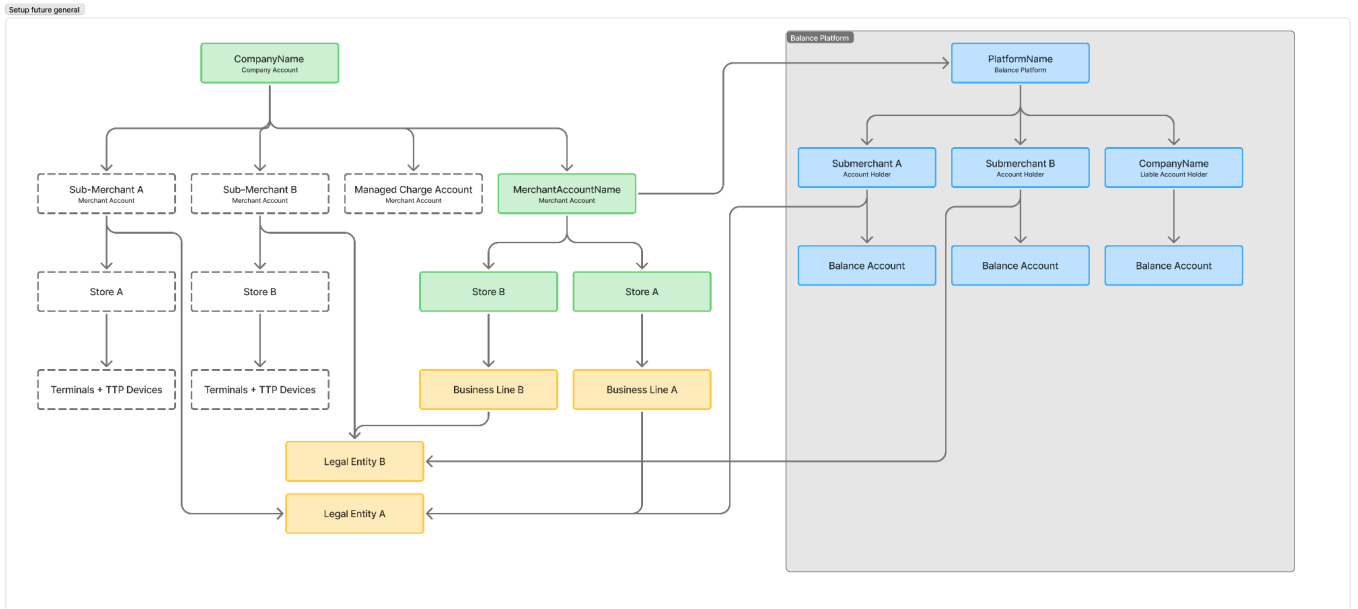 Setup future general
Balance Platform
CompanyName
Company Account
PlatformName
Balance Platform
Sub-Merchant A
Merchant Account
Sub-Merchant B
Merchant Account
Managed Charge Account
Merchant Account
MerchantAccountName
Merchant Account
Submerchant A
Account Holder
Submerchant B
Account Holder
CompanyName
Liable Account Holder
Store A
Store B
Store B
Store A
Balance Account
Balance Account
Balance Account
Terminals + TTP Devices
Terminals + TTP Devices
Business Line B
Business Line A
Legal Entity B
Legal Entity A